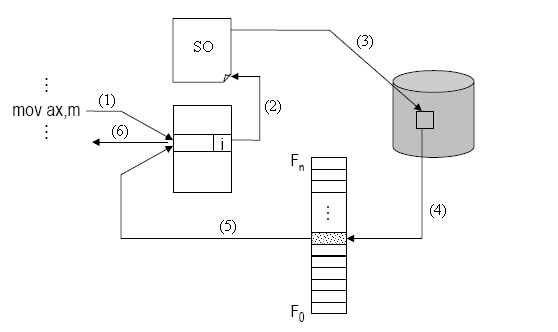 SO
(3)
⋮
(1)
mov ax,m
(2)
(6)
⋮
i
Fn
⋮
(4)
(5)
F0